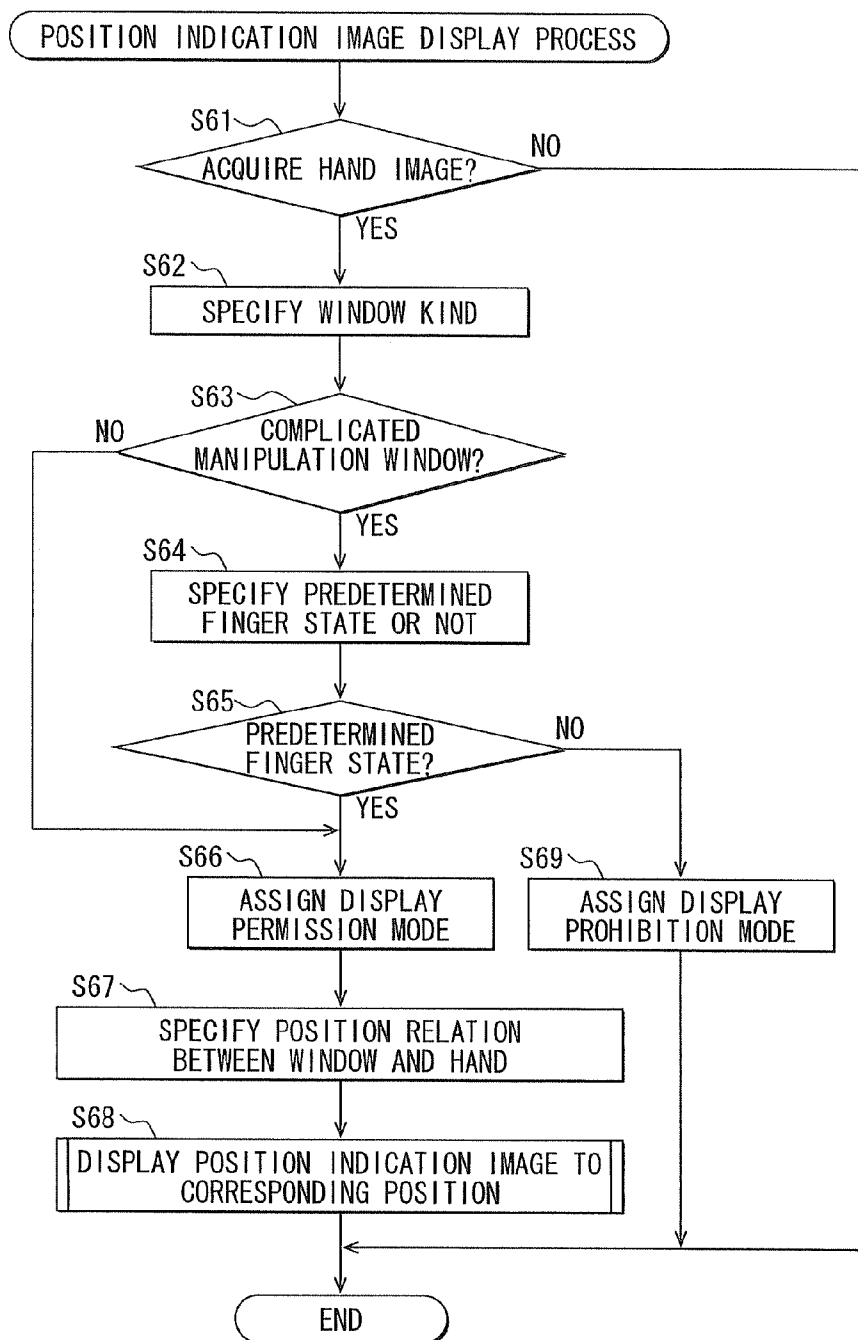 POSITION INDICATION IMAGE DISPLAY PROCESS
S61
ACQUIRE HAND IMAGE?
NO
YES
S62
SPECIFY WINDOW KIND
S63
NO
COMPLICATED
MANIPULATION WINDOW?
YES
S64
SPECIFY PREDETERMINED
FINGER STATE OR NOT
S65
PREDETERMINED
FINGER STATE?
NO
YES
S66
ASSIGN DISPLAY
PERMISSION MODE
S69
ASSIGN DISPLAY
PROHIBITION MODE
S67
SPECIFY POSITION RELATION
BETWEEN WINDOW AND HAND
S68
DISPLAY POSITION INDICATION IMAGE TO
CORRESPONDING POSITION
END